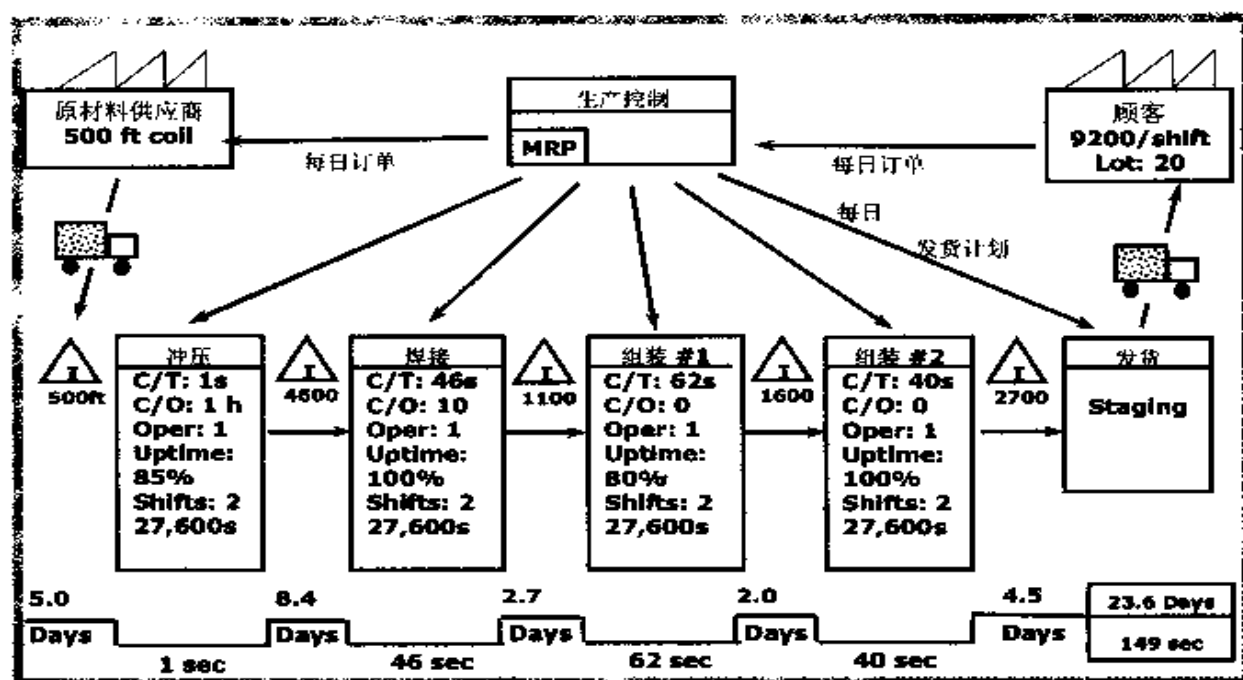 原材料供应商
500 ft coil
生产控制
MRP
顾客
9200/shift
Lot: 20
每日订单
每日订单
每日
发货计划
I
500ft
冲压
C/T: 1s
C/O: 1 h
Oper: 1
Uptime:
85%
Shifts: 2
27,600s
I
4600
焊接
C/T: 46s
C/O: 10
Oper: 1
Uptime:
100%
Shifts: 2
27,600s
I
1100
组装 #1
C/T: 62s
C/O: 0
Oper: 1
Uptime:
80%
Shifts: 2
27,600s
I
1600
组装 #2
C/T: 40s
C/O: 0
Oper: 1
Uptime:
100%
Shifts: 2
27,600s
I
2700
发货
Staging
5.0
Days
1 sec
8.4
Days
46 sec
2.7
Days
62 sec
2.0
Days
40 sec
4.5
Days
23.6 Days
149 sec